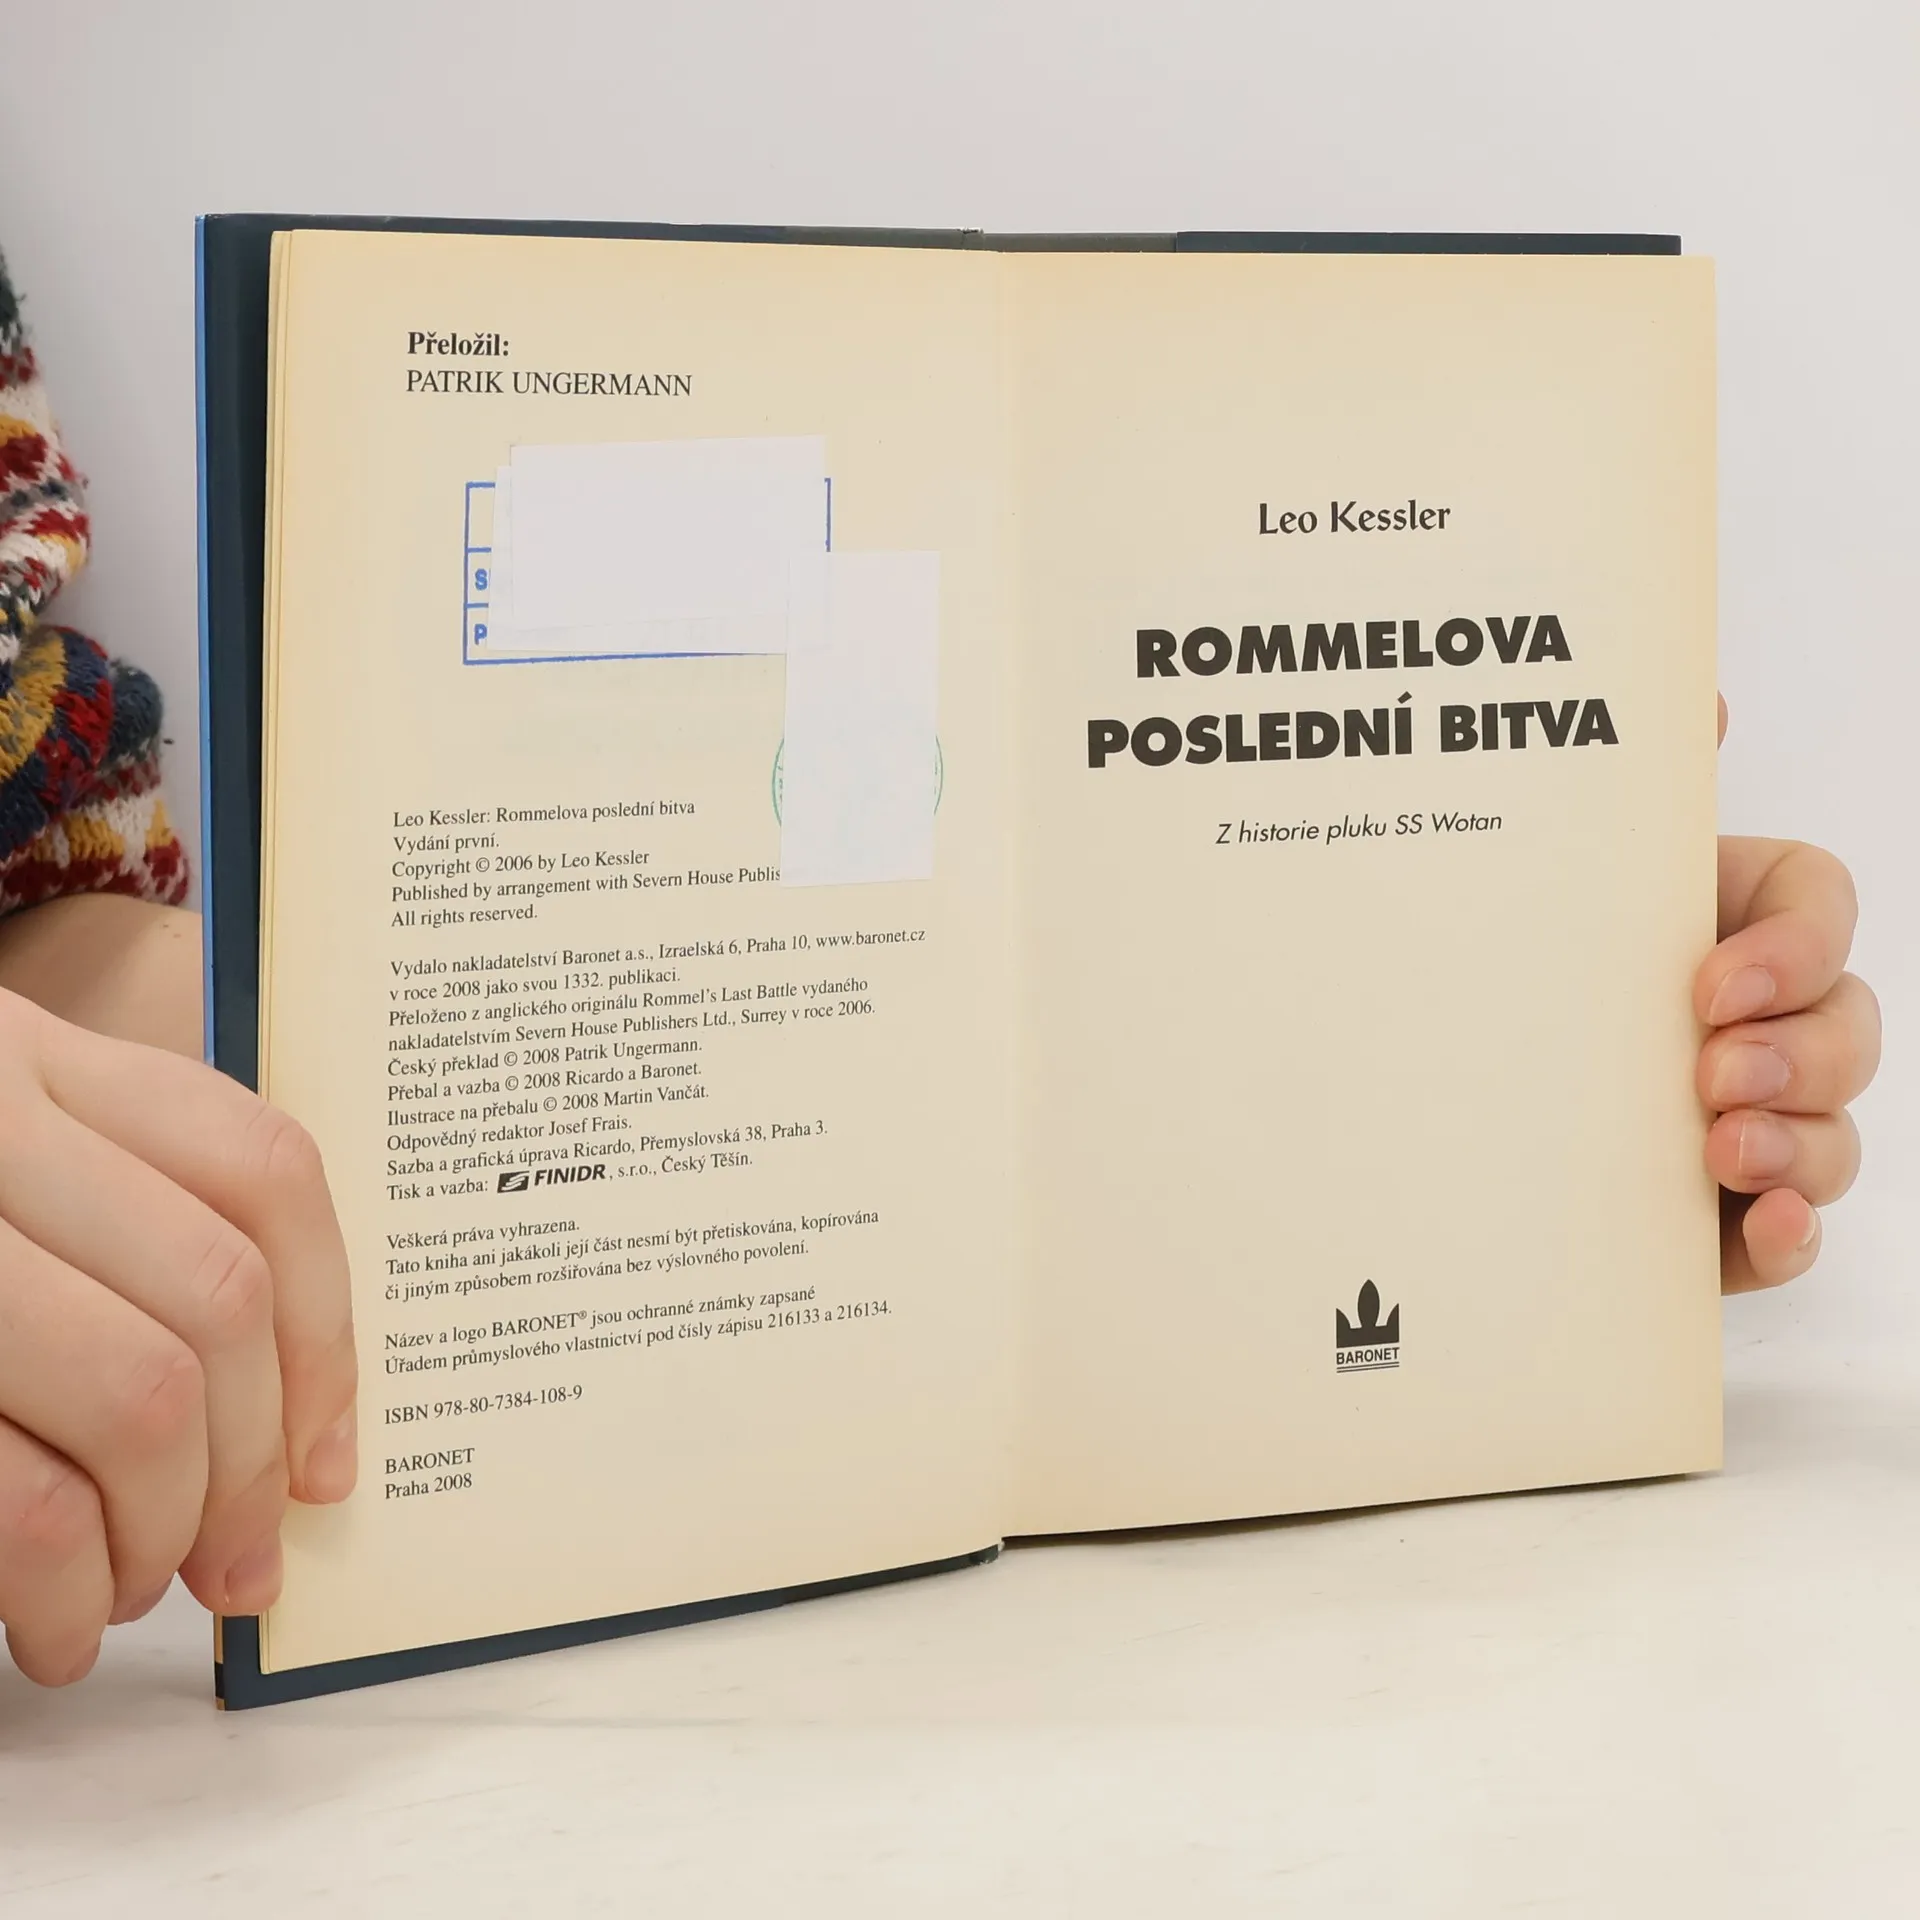 Přeložil:
PATRIK UNGERMANN
S
P
Leo Kessler: Rommelova poslední bitva
Vydání první.
Copyright © 2006 by Leo Kessler
Published by arrangement with Severn House Publis
All rights reserved.
Vydalo nakladatelství Baronet a.s., Izraelská 6, Praha 10, www.baronet.cz
v roce 2008 jako svou 1332. publikaci.
Přeloženo z anglického originálu Rommel's Last Battle vydaného
nakladatelstvím Severn House Publishers Ltd., Surrey v roce 2006.
Český překlad © 2008 Patrik Ungermann.
Přebal a vazba © 2008 Ricardo a Baronet.
Ilustrace na přebalu © 2008 Martin Vančát.
Odpovědný redaktor Josef Frais.
Sazba a grafická úprava Ricardo, Přemyslovská 38, Praha 3.
Tisk a vazba: FINIDR, s.r.o., Český Těšín.
Veškerá práva vyhrazena.
Tato kniha ani jakákoli její část nesmí být přetiskována, kopírována
či jiným způsobem rozšiřována bez výslovného povolení.
Název a logo BARONET® jsou ochranné známky zapsané
Úřadem průmyslového vlastnictví pod čísly zápisu 216133 a 216134.
ISBN 978-80-7384-108-9
BARONET
Praha 2008
Leo Kessler
ROMMELOVA
POSLEDNÍ BITVA
Z historie pluku SS Wotan
BARONET